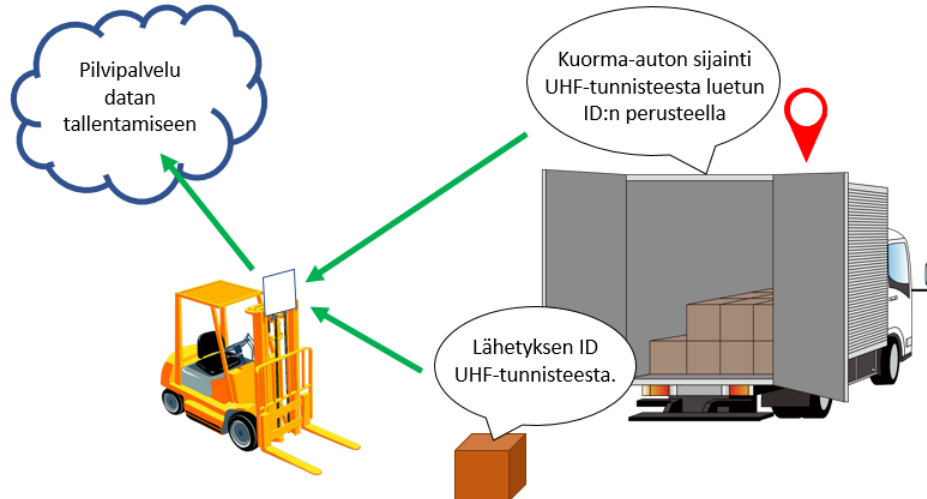 Pilvipalvelu
datan
tallentamiseen
Kuorma-auton sijainti
UHF-tunnisteesta luetun
ID:n perusteella
Lähetyksen ID
UHF-tunnisteesta.